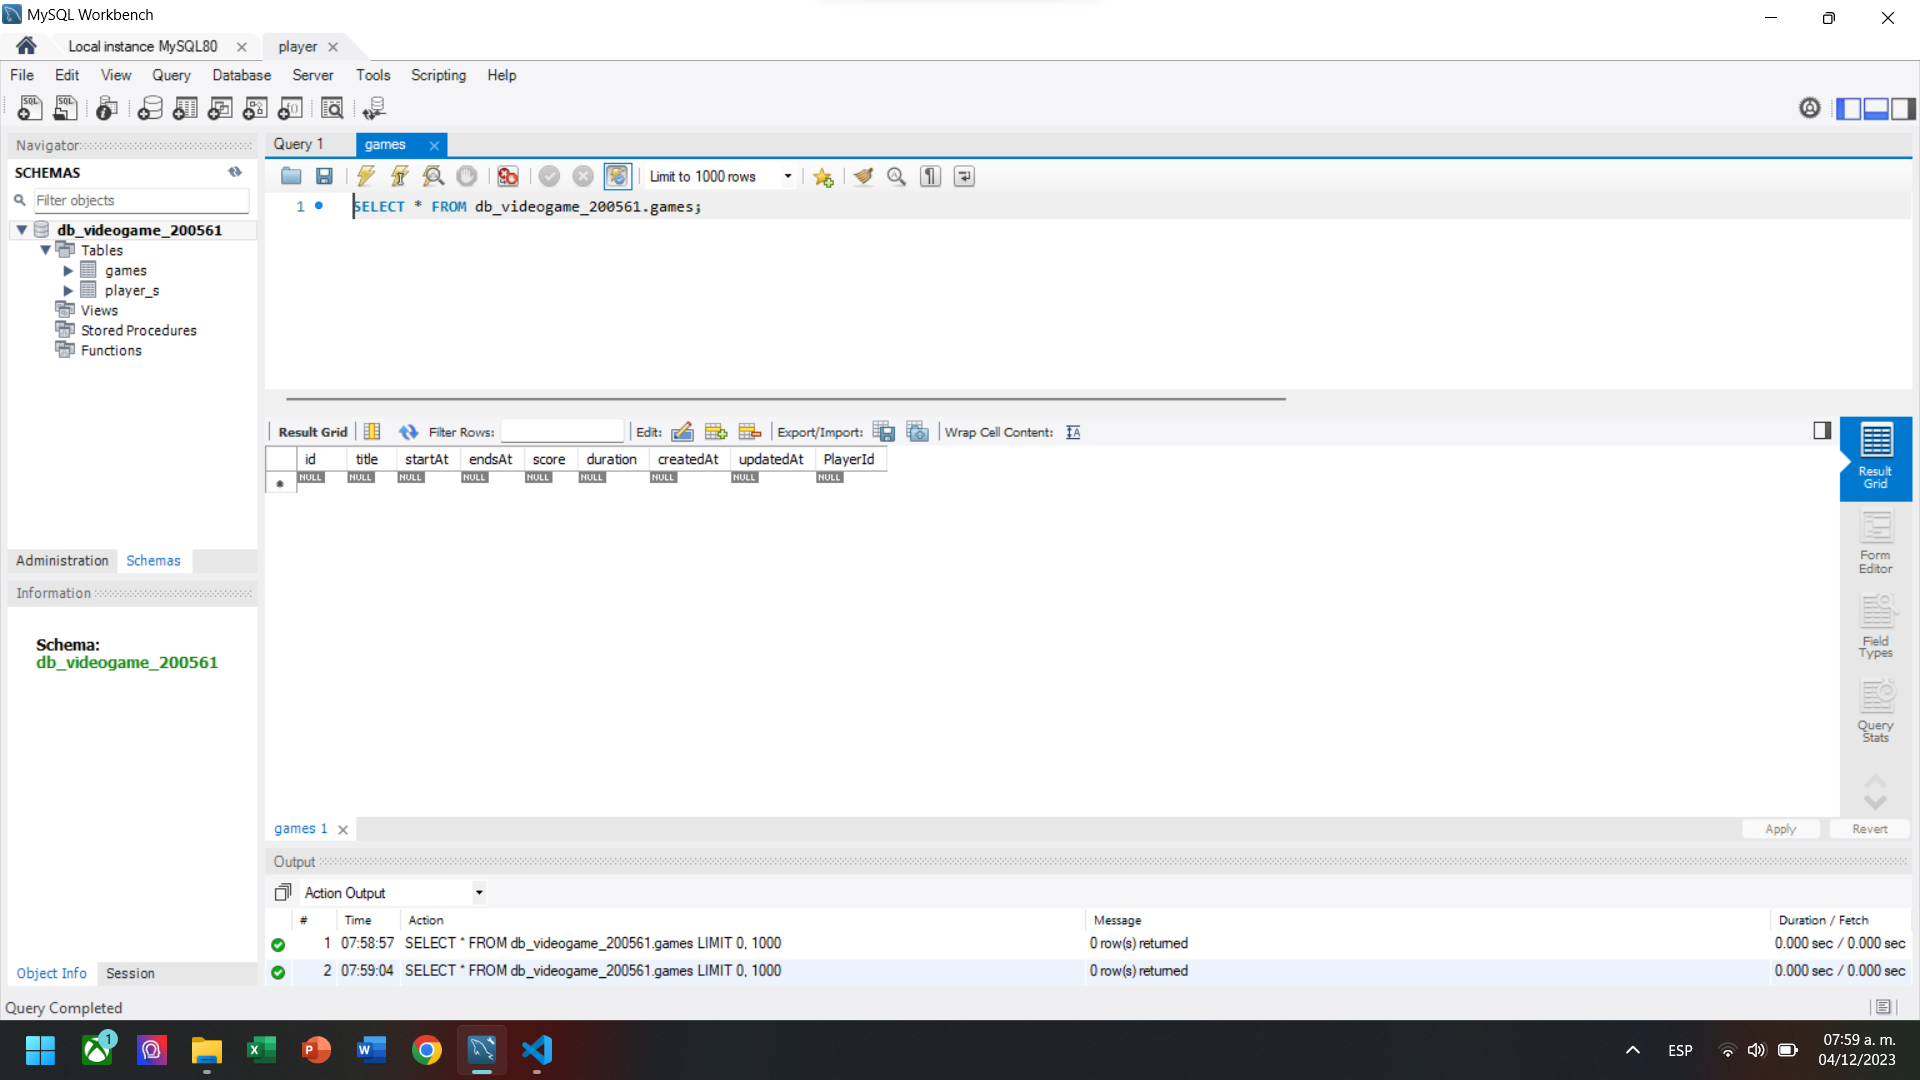 MySQL Workbench
Local instance MySQL80
player
File Edit View Query Database Server Tools Scripting Help
Navigator
Query 1
games
SCHEMAS
Limit to 1000 rows
Filter objects
1 SELECT * FROM db_videogame_200561.games;
db_videogame_200561
Tables
games
player_s
Views
Stored Procedures
Functions
Result Grid Filter Rows: Edit: Export/Import: Wrap Cell Content:
id title startAt endsAt score duration createdAt updatedAt PlayerId
NULL NULL NULL NULL NULL NULL NULL NULL NULL
Result Grid
Form Editor
Field Types
Query Stats
Administration Schemas
Information
Schema:
db_videogame_200561
games 1
Apply Revert
Output
Action Output
# Time Action Message Duration / Fetch
1 07:58:57 SELECT * FROM db_videogame_200561.games LIMIT 0, 1000 0 row(s) returned 0.000 sec / 0.000 sec
2 07:59:04 SELECT * FROM db_videogame_200561.games LIMIT 0, 1000 0 row(s) returned 0.000 sec / 0.000 sec
Object Info Session
Query Completed
1
ESP
07:59 a. m.
04/12/2023